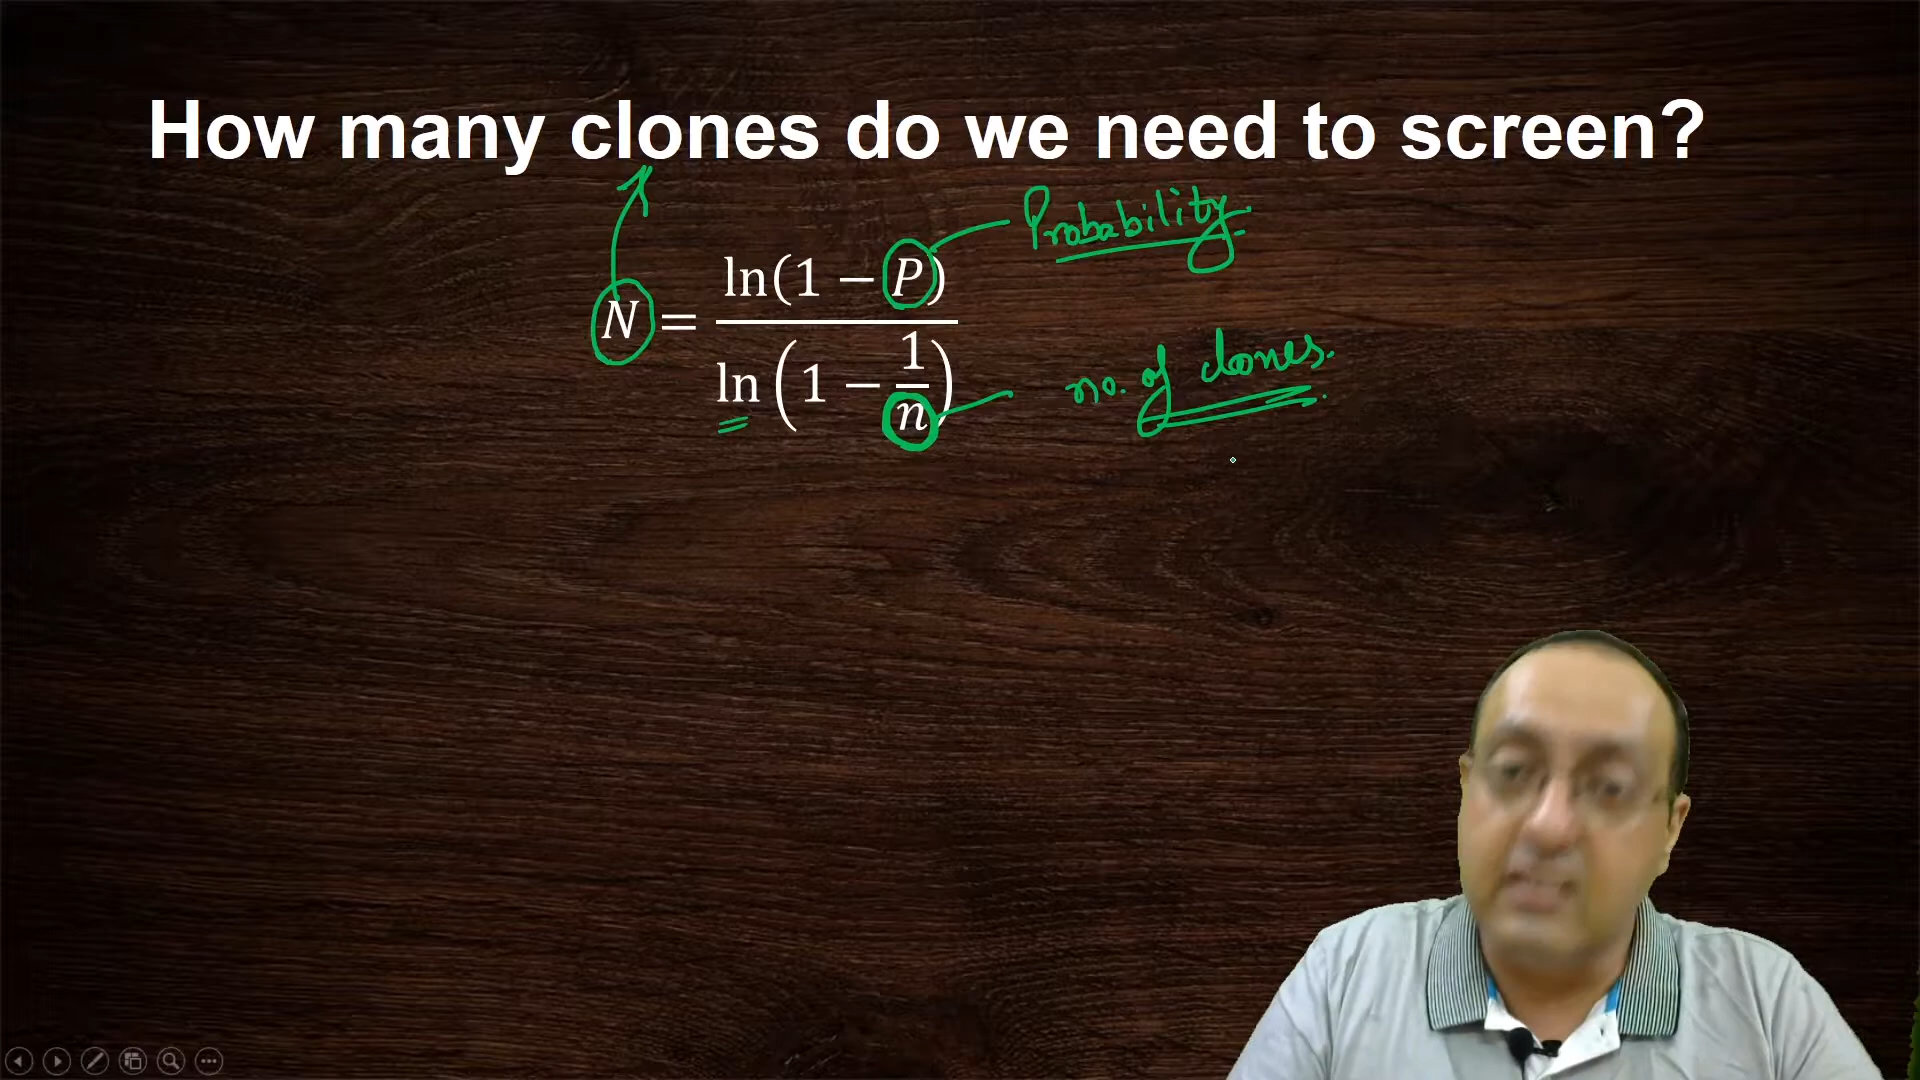 How many clones do we need to screen?
Probability.
N = ln(1 − P) / ln(1 − 1/n)
no. of clones.